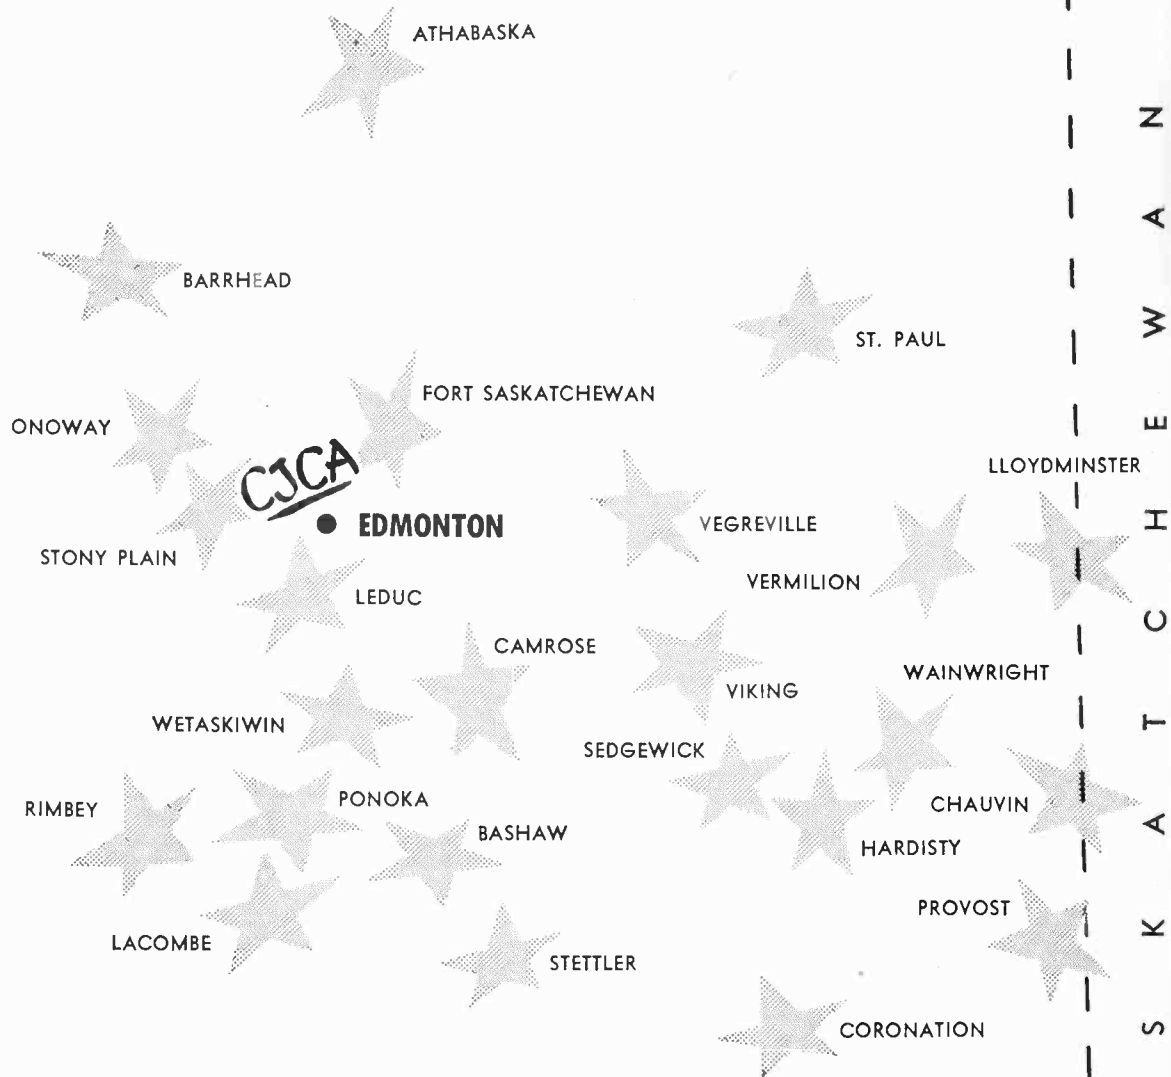 ATHABASKA
BARRHEAD
ST. PAUL
FORT SASKATCHEWAN
ONOWAY
CJCA
LLOYDMINSTER
EDMONTON
VEGREVILLE
STONY PLAIN
VERMILION
LEDUC
CAMROSE
WAINWRIGHT
VIKING
WETASKIWIN
SEDGEWICK
PONOKA
CHAUVIN
RIMBEY
BASHAW
HARDISTY
PROVOST
LACOMBE
STETTLER
CORONATION
SKATCHEWAN